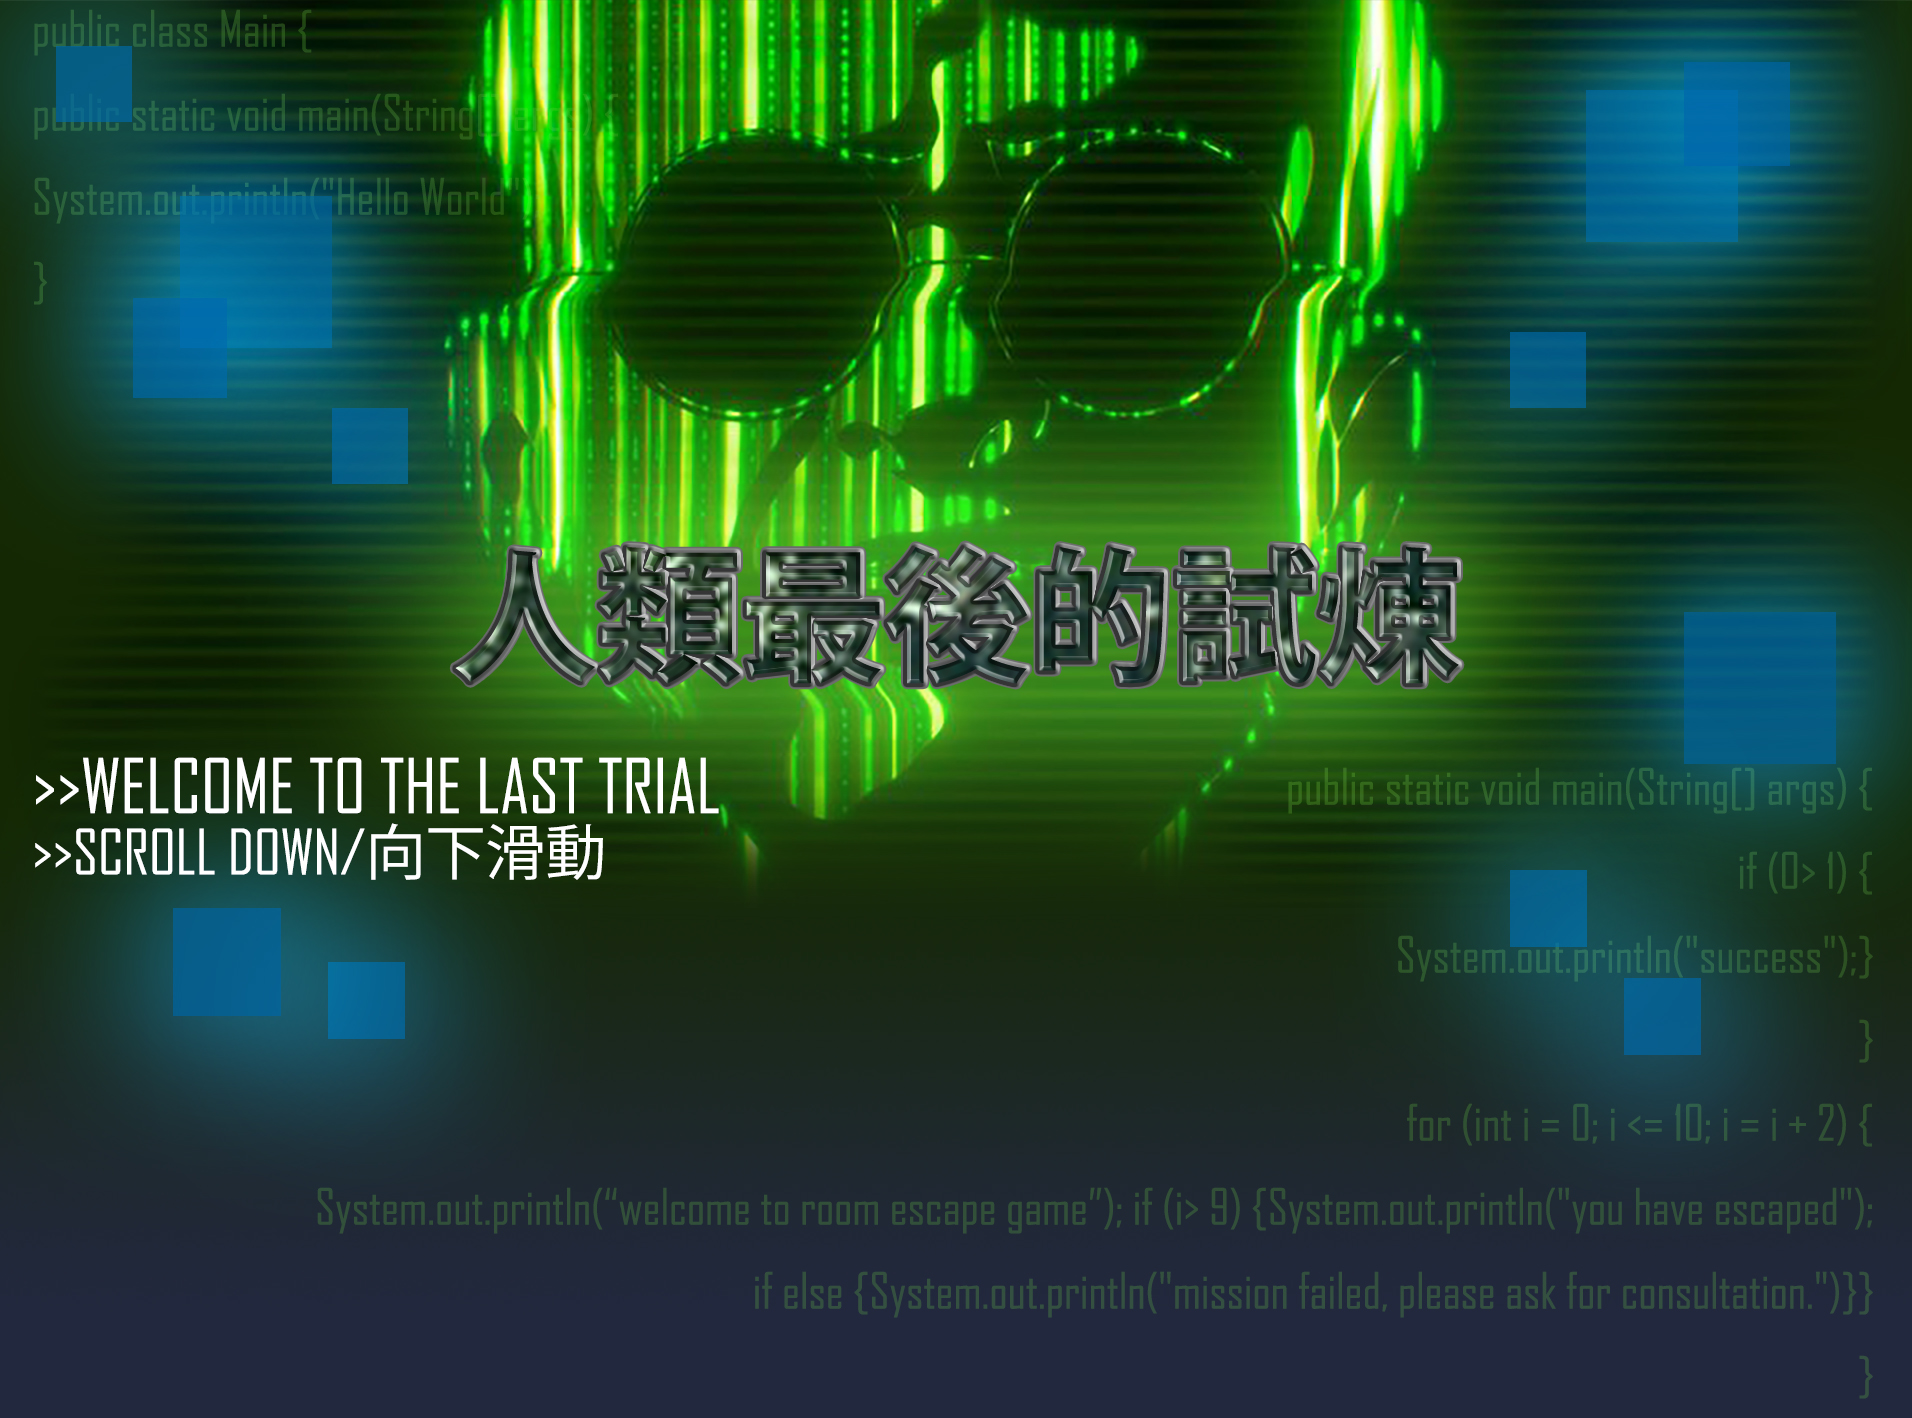 public class Main {
public static void main(String[] args) {
System.out.println("Hello World"
}
人類最後的試煉
>>WELCOME TO THE LAST TRIAL
>>SCROLL DOWN/向下滑動
public static void main(String[] args) {
if (0> 1) {
System.out.println("success");}
}
for (int i = 0; i <= 10; i = i + 2) {
System.out.println(“welcome to room escape game”); if (i> 9) {System.out.println("you have escaped");
if else {System.out.println("mission failed, please ask for consultation.")}}
}